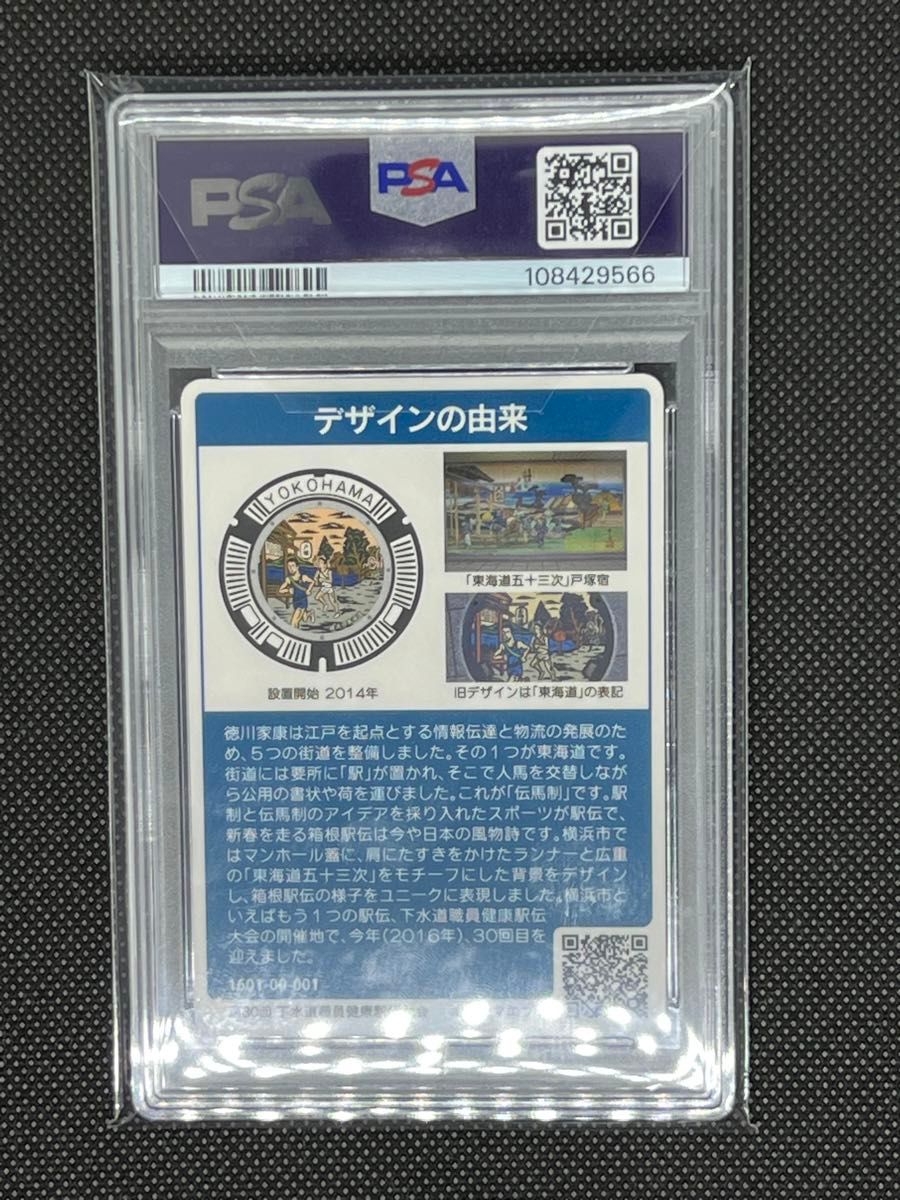 PSA
PSA
108429566
デザインの由来
YOKOHAMA
「東海道五十三次」戸塚宿
設置開始 2014年
旧デザインは「東海道」の表記
徳川家康は江戸を起点とする情報伝達と物流の発展のた
め、5つの街道を整備しました。その1つが東海道です。
街道には要所に「駅」が置かれ、そこで人馬を交替しなが
ら公用の書状や荷を運びました。これが「伝馬制」です。駅
制と伝馬制のアイデアを採り入れたスポーツが駅伝で、
新春を走る箱根駅伝は今や日本の風物詩です。横浜市で
はマンホール蓋に、肩にたすきをかけたランナーと広重
の「東海道五十三次」をモチーフにした背景をデザイン
し、箱根駅伝の様子をユニークに表現しました。横浜市と
いえばもう1つの駅伝、下水道職員健康駅伝
大会の開催地で、今年(2016年)、30回目を
迎えました。
1601-00-001
30回 下水道職員健康駅伝